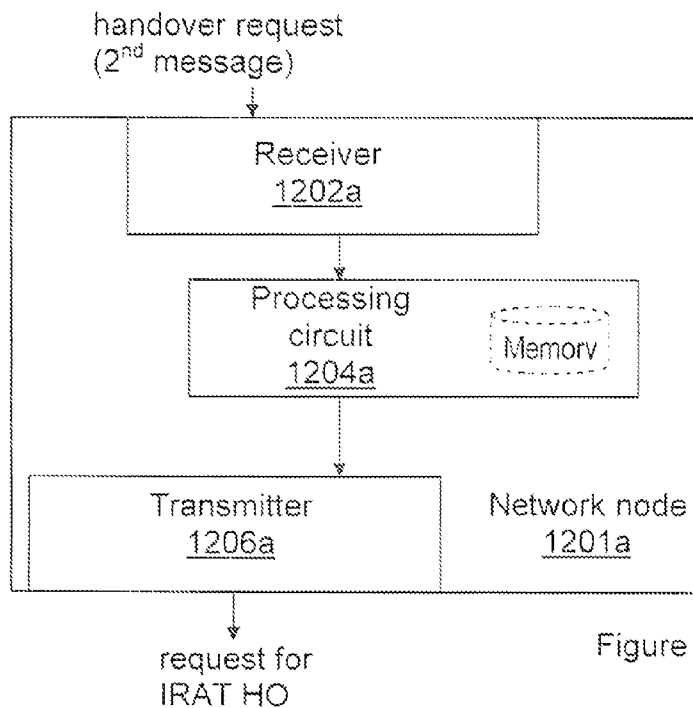 handover request
(2nd message)
Receiver
1202a
Processing
circuit
1204a
Memory
Transmitter
1206a
Network node
1201a
request for
IRAT HO
Figure